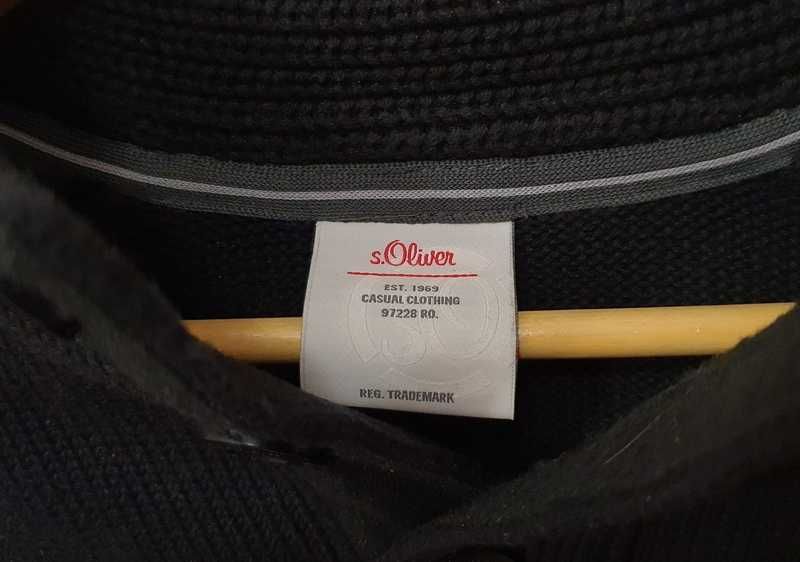 s.Oliver
EST. 1969
CASUAL CLOTHING
97228 RO.
REG. TRADEMARK